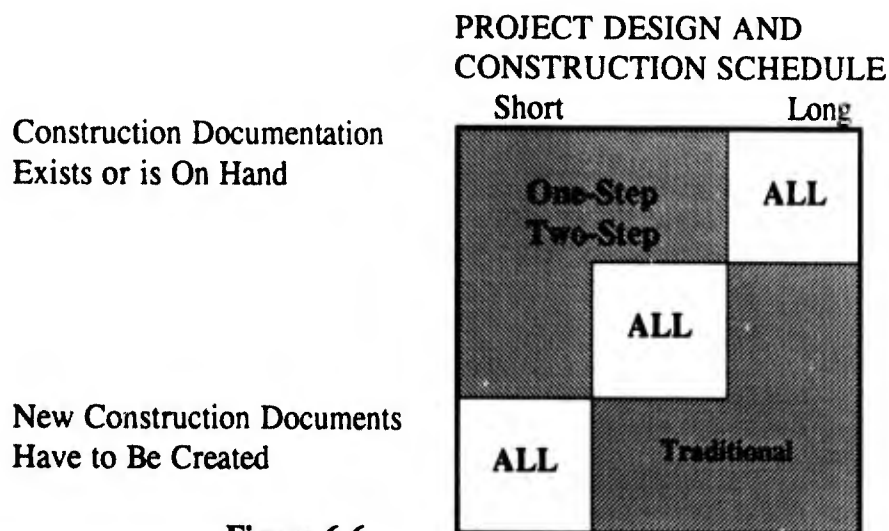 PROJECT DESIGN AND
CONSTRUCTION SCHEDULE
Short Long
Construction Documentation
Exists or is On Hand
One-Step
Two-Step
ALL
ALL
New Construction Documents
Have to Be Created
ALL
Traditional
Figure 6.6